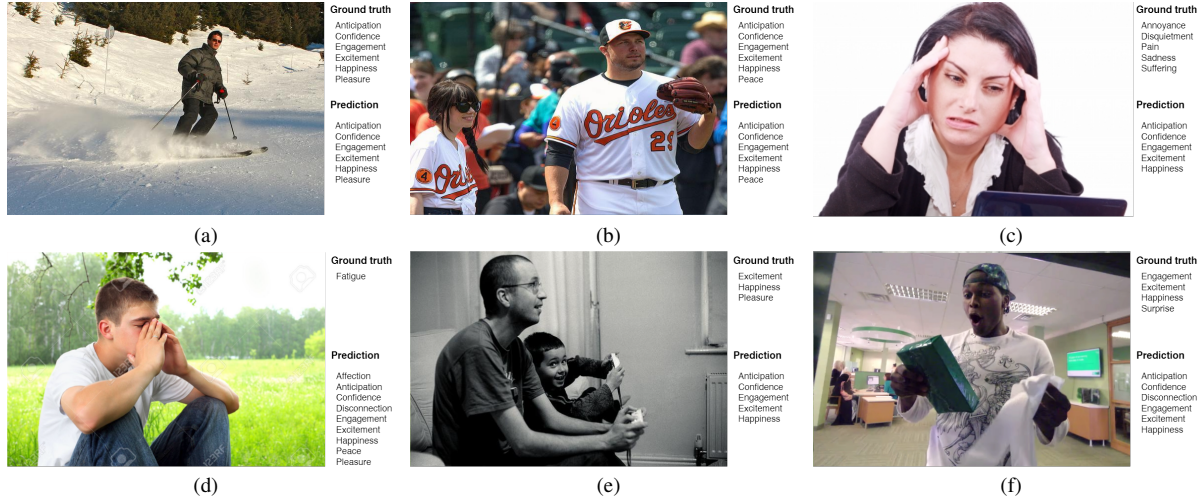 Ground truth
Anticipation
Confidence
Engagement
Excitement
Happiness
Pleasure
Prediction
Anticipation
Confidence
Engagement
Excitement
Happiness
Pleasure
(a)
Orioles
29
4
Ground truth
Anticipation
Confidence
Engagement
Excitement
Happiness
Peace
Prediction
Anticipation
Confidence
Engagement
Excitement
Happiness
Peace
(b)
Ground truth
Annoyance
Disquietment
Pain
Sadness
Suffering
Prediction
Anticipation
Confidence
Engagement
Excitement
Happiness
(c)
Ground truth
Fatigue
Prediction
Affection
Anticipation
Confidence
Disconnection
Engagement
Excitement
Happiness
Peace
Pleasure
(d)
Ground truth
Excitement
Happiness
Pleasure
Prediction
Anticipation
Confidence
Engagement
Excitement
Happiness
(e)
Ground truth
Engagement
Excitement
Happiness
Surprise
Prediction
Anticipation
Confidence
Disconnection
Engagement
Excitement
Happiness
(f)